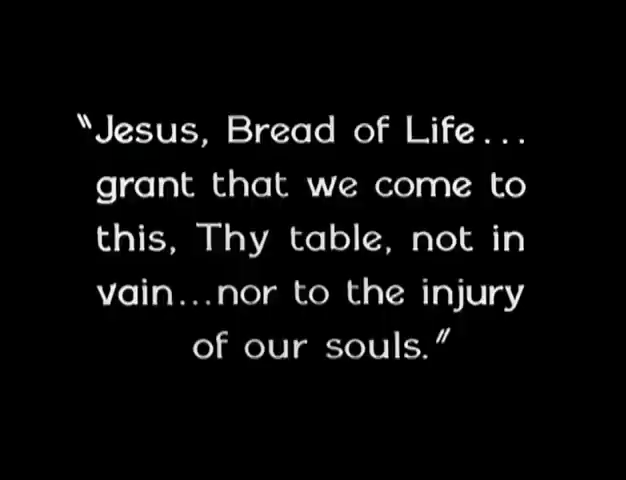 "Jesus, Bread of Life...
grant that we come to
this, Thy table, not in
vain...nor to the injury
of our souls."